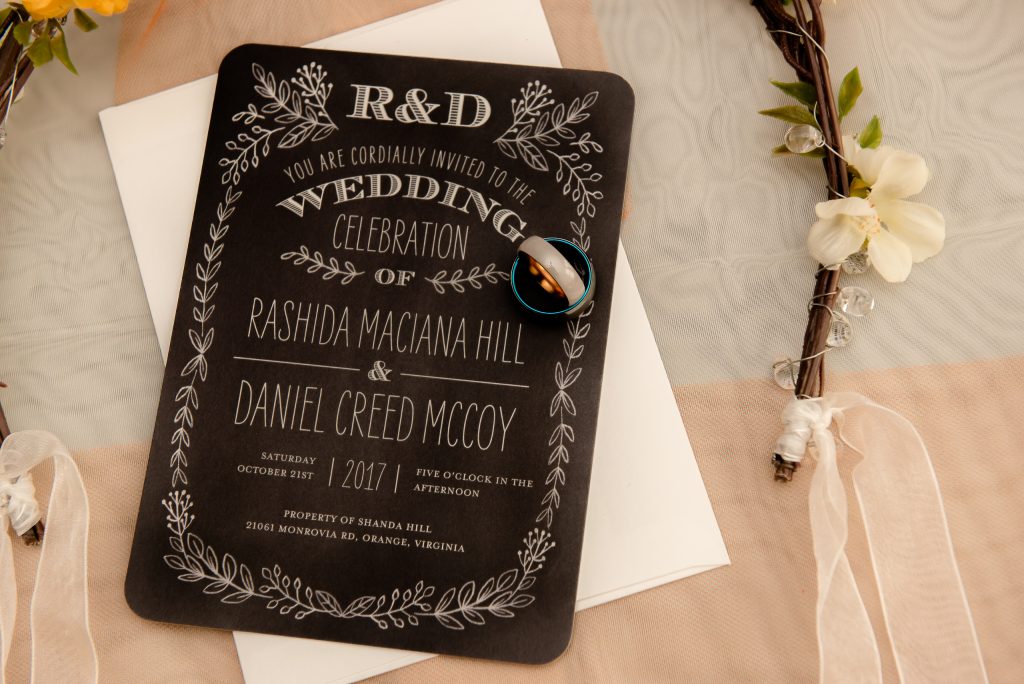 R&D
YOU ARE CORDIALLY INVITED TO THE
WEDDING
CELEBRATION
OF
RASHIDA MACIANA HILL
&
DANIEL CREED MCCOY
SATURDAY
OCTOBER 21ST
2017
FIVE O'CLOCK IN THE
AFTERNOON
PROPERTY OF SHANDA HILL
21061 MONROVIA RD, ORANGE, VIRGINIA